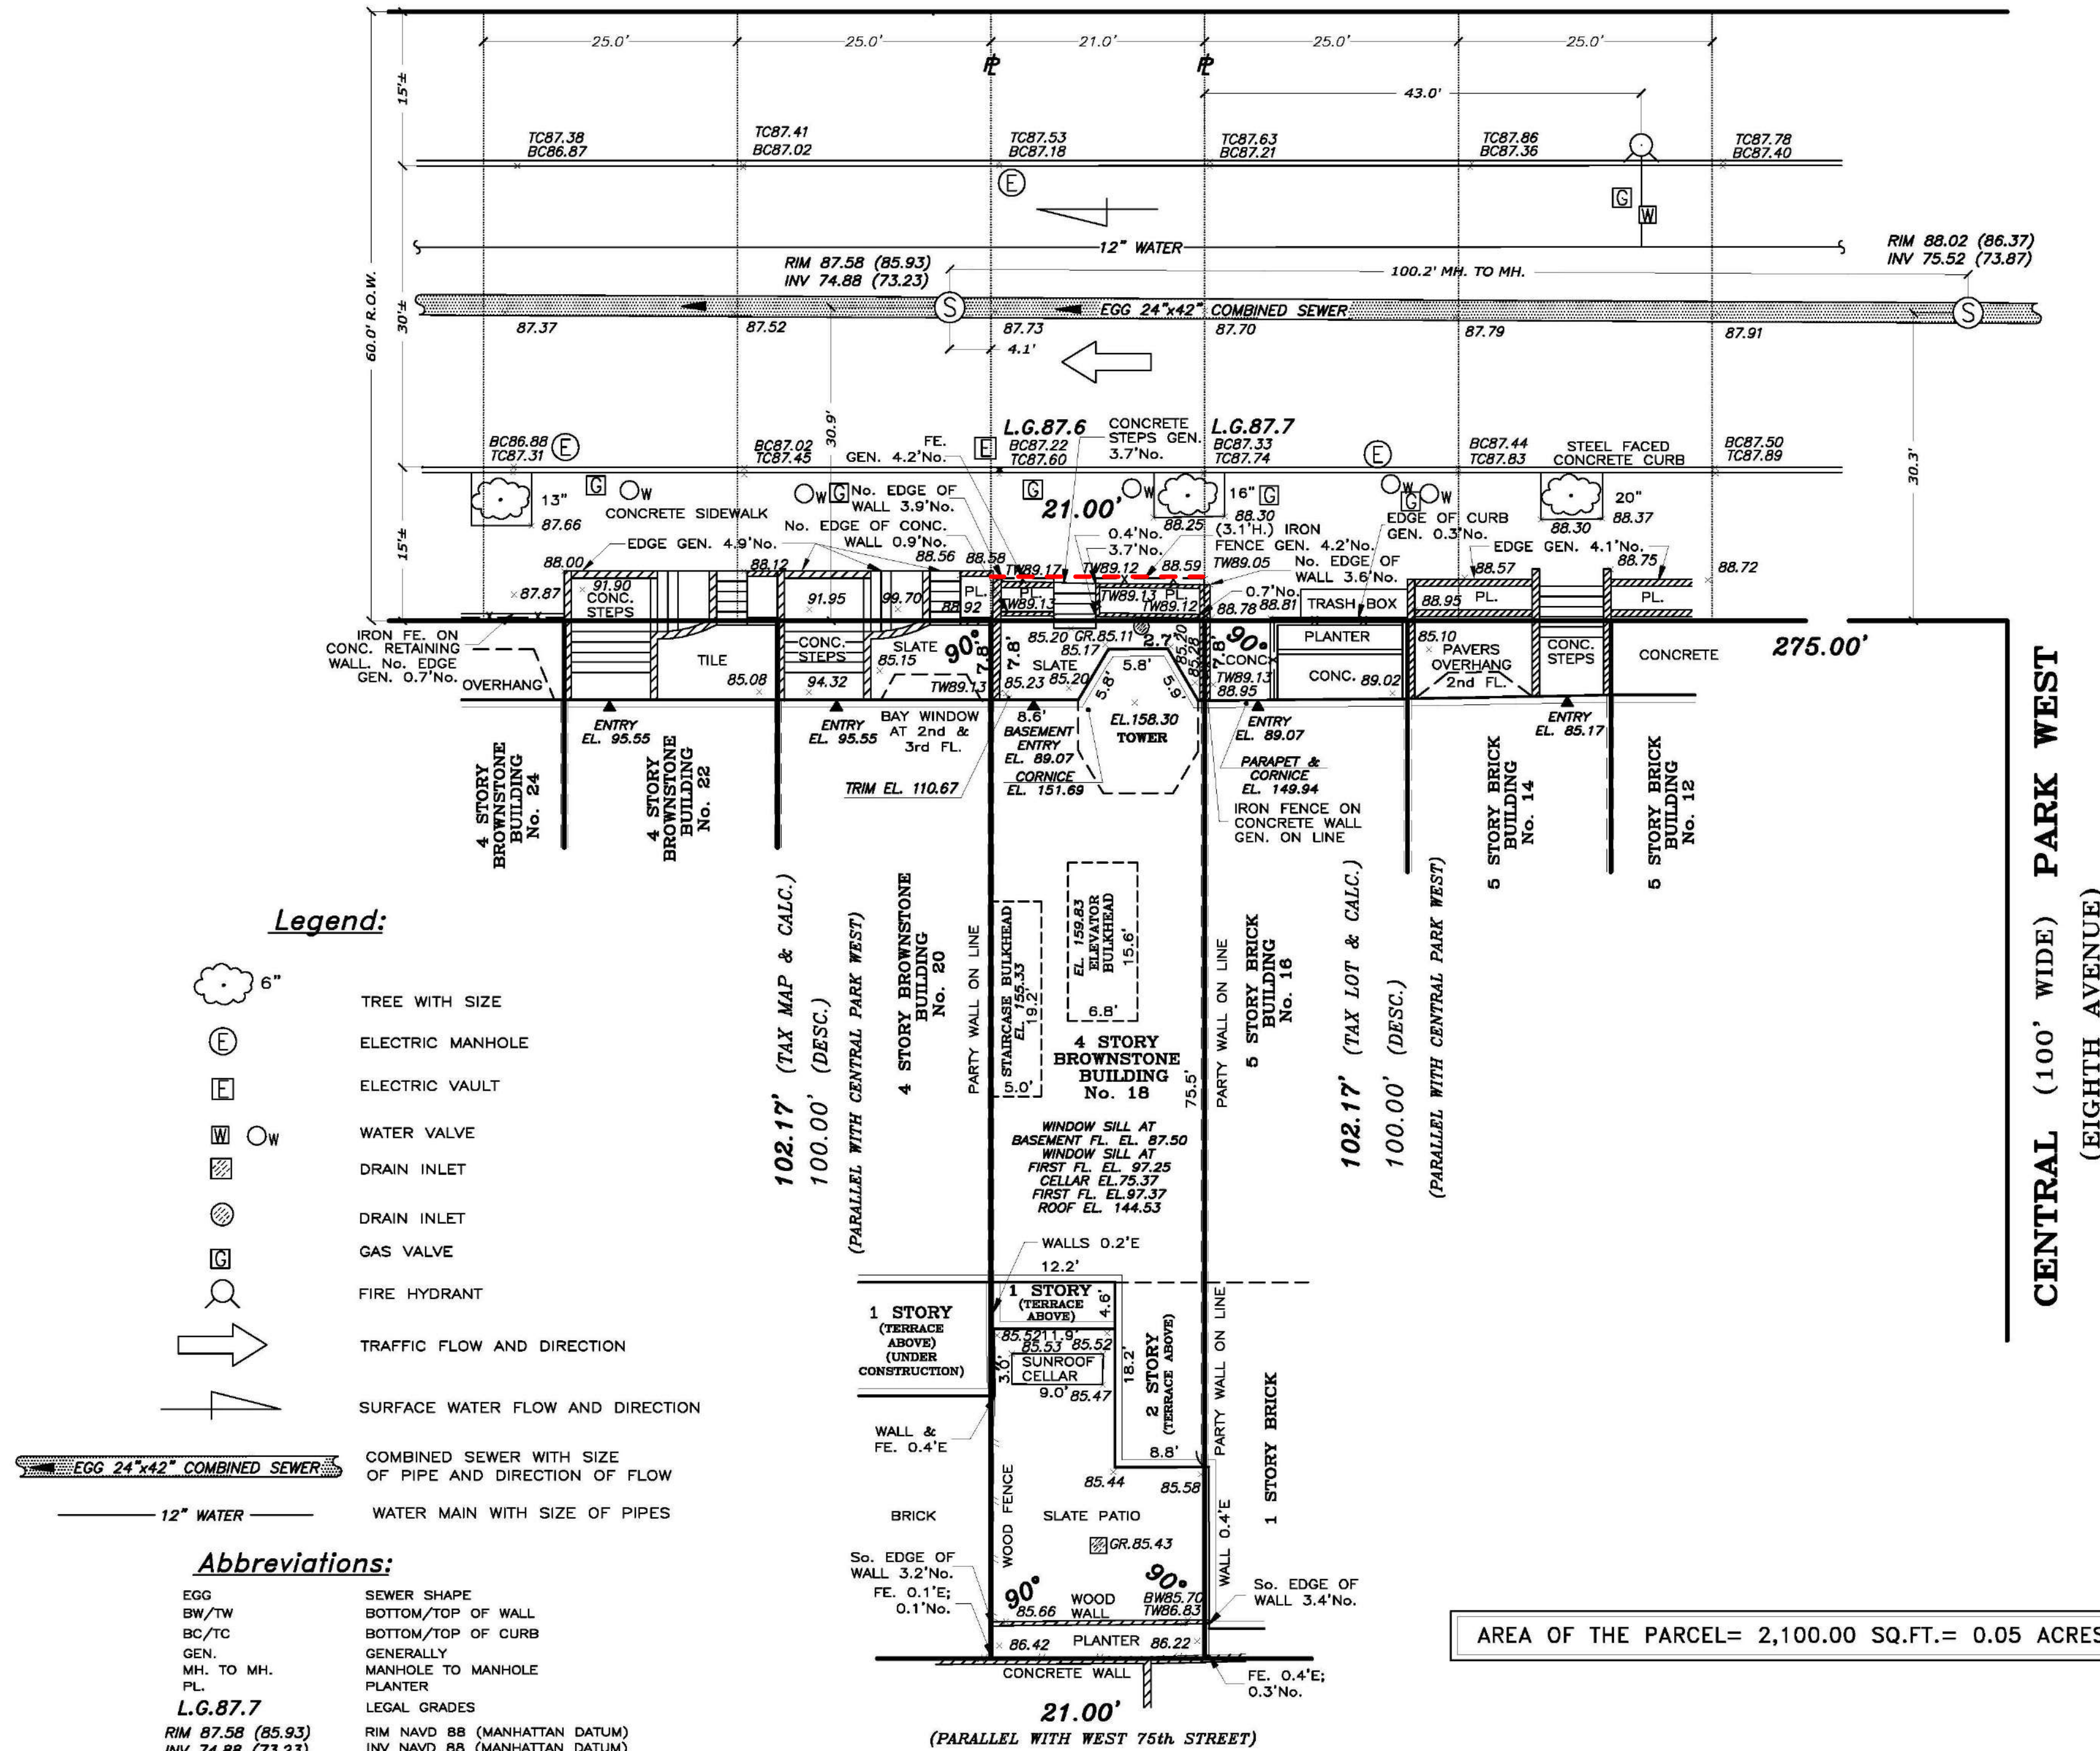 25.0'
25.0'
21.0'
25.0'
25.0'
43.0'
15'±
60.0' R.O.W.
30'±
15'±
TC87.38
BC86.87
TC87.41
BC87.02
TC87.53
BC87.18
TC87.63
BC87.21
TC87.86
BC87.36
TC87.78
BC87.40
E
G
W
12" WATER
RIM 87.58 (85.93)
INV 74.88 (73.23)
100.2' MH. TO MH.
RIM 88.02 (86.37)
INV 75.52 (73.87)
S
EGG 24"x42" COMBINED SEWER
S
87.37
87.52
87.73
87.70
87.79
87.91
4.1'
30.9'
30.3'
BC86.88
TC87.31
E
BC87.02
TC87.45
FE.
GEN. 4.2'No.
E
L.G.87.6
BC87.22
TC87.60
CONCRETE
STEPS GEN.
3.7'No.
L.G.87.7
BC87.33
TC87.74
E
BC87.44
TC87.83
STEEL FACED
CONCRETE CURB
BC87.50
TC87.89
13"
87.66
G
W
CONCRETE SIDEWALK
W
G
No. EDGE OF
WALL 3.9'No.
No. EDGE OF CONC.
WALL 0.9'No.
G
21.00'
W
16"
G
88.25
88.30
W
G
W
20"
88.30
88.37
EDGE GEN. 4.9'No.
0.4'No.
3.7'No.
(3.1'H.) IRON
FENCE GEN. 4.2'No.
EDGE OF CURB
GEN. 0.3'No.
No. EDGE OF
WALL 3.6'No.
EDGE GEN. 4.1'No.
88.00
88.12
88.56
88.58
TW89.17
TW89.12
88.59
TW89.05
88.57
88.75
88.72
87.87
91.90
CONC.
STEPS
91.95
99.70
PL.
88.92
PL.
TW89.13
TW89.13
PL.
TW89.12
0.7'No.
88.78
88.81
TRASH BOX
88.95
PL.
PL.
IRON FE. ON
CONC. RETAINING
WALL. No. EDGE
GEN. 0.7'No.
OVERHANG
TILE
85.08
CONC.
STEPS
94.32
SLATE
85.15
90°
7.8'
7.8'
TW89.13
85.20
GR.85.11
85.17
2.7'
85.20
85.28
SLATE
85.23
85.20
5.8'
5.8'
5.9'
7.8'
90°
CONC.
TW89.13
88.95
PLANTER
CONC.
89.02
85.10
PAVERS
OVERHANG
2nd FL.
CONC.
STEPS
CONCRETE
275.00'
ENTRY
EL. 95.55
ENTRY
EL. 95.55
BAY WINDOW
AT 2nd &
3rd FL.
TRIM EL. 110.67
8.6'
BASEMENT
ENTRY
EL. 89.07
CORNICE
EL. 151.69
EL.158.30
TOWER
ENTRY
EL. 89.07
PARAPET &
CORNICE
EL. 149.94
IRON FENCE ON
CONCRETE WALL
GEN. ON LINE
ENTRY
EL. 85.17
4 STORY
BROWNSTONE
BUILDING
No. 24
4 STORY
BROWNSTONE
BUILDING
No. 22
5 STORY BRICK
BUILDING
No. 14
5 STORY BRICK
BUILDING
No. 12
CENTRAL (100' WIDE) PARK WEST
(EIGHTH AVENUE)
102.17' (TAX MAP & CALC.)
100.00' (DESC.)
(PARALLEL WITH CENTRAL PARK WEST)
4 STORY BROWNSTONE
BUILDING
No. 20
PARTY WALL ON LINE
STAIRCASE BULKHEAD
EL. 155.33
19.2'
5.0'
EL. 159.83
ELEVATOR
BULKHEAD
15.6'
6.8'
4 STORY
BROWNSTONE
BUILDING
No. 18
75.5'
PARTY WALL ON LINE
5 STORY BRICK
BUILDING
No. 16
102.17' (TAX LOT & CALC.)
100.00' (DESC.)
(PARALLEL WITH CENTRAL PARK WEST)
WINDOW SILL AT
BASEMENT FL. EL. 87.50
WINDOW SILL AT
FIRST FL. EL. 97.25
CELLAR EL.75.37
FIRST FL. EL.97.37
ROOF EL. 144.53
WALLS 0.2'E
12.2'
1 STORY
(TERRACE
ABOVE)
4.6'
1 STORY
(TERRACE
ABOVE)
(UNDER
CONSTRUCTION)
85.52
11.9'
85.53
85.52
3.0'
SUNROOF
CELLAR
9.0'
85.47
18.2'
2 STORY
(TERRACE ABOVE)
PARTY WALL ON LINE
8.8'
1 STORY BRICK
WALL &
FE. 0.4'E
85.44
85.58
BRICK
WOOD FENCE
SLATE PATIO
GR.85.43
WALL 0.4'E
So. EDGE OF
WALL 3.2'No.
FE. 0.1'E;
0.1'No.
90°
85.66
WOOD
WALL
90°
BW85.70
TW86.83
So. EDGE OF
WALL 3.4'No.
86.42
PLANTER
86.22
CONCRETE WALL
FE. 0.4'E;
0.3'No.
21.00'
(PARALLEL WITH WEST 75th STREET)
AREA OF THE PARCEL= 2,100.00 SQ.FT.= 0.05 ACRES
Legend:
6"
TREE WITH SIZE
E
ELECTRIC MANHOLE
E
ELECTRIC VAULT
W
W
WATER VALVE
DRAIN INLET
DRAIN INLET
G
GAS VALVE
FIRE HYDRANT
TRAFFIC FLOW AND DIRECTION
SURFACE WATER FLOW AND DIRECTION
EGG 24"x42" COMBINED SEWER
COMBINED SEWER WITH SIZE
OF PIPE AND DIRECTION OF FLOW
12" WATER
WATER MAIN WITH SIZE OF PIPES
Abbreviations:
EGG SEWER SHAPE
BW/TW BOTTOM/TOP OF WALL
BC/TC BOTTOM/TOP OF CURB
GEN. GENERALLY
MH. TO MH. MANHOLE TO MANHOLE
PL. PLANTER
L.G.87.7 LEGAL GRADES
RIM 87.58 (85.93) RIM NAVD 88 (MANHATTAN DATUM)
INV 74.88 (73.23) INV NAVD 88 (MANHATTAN DATUM)